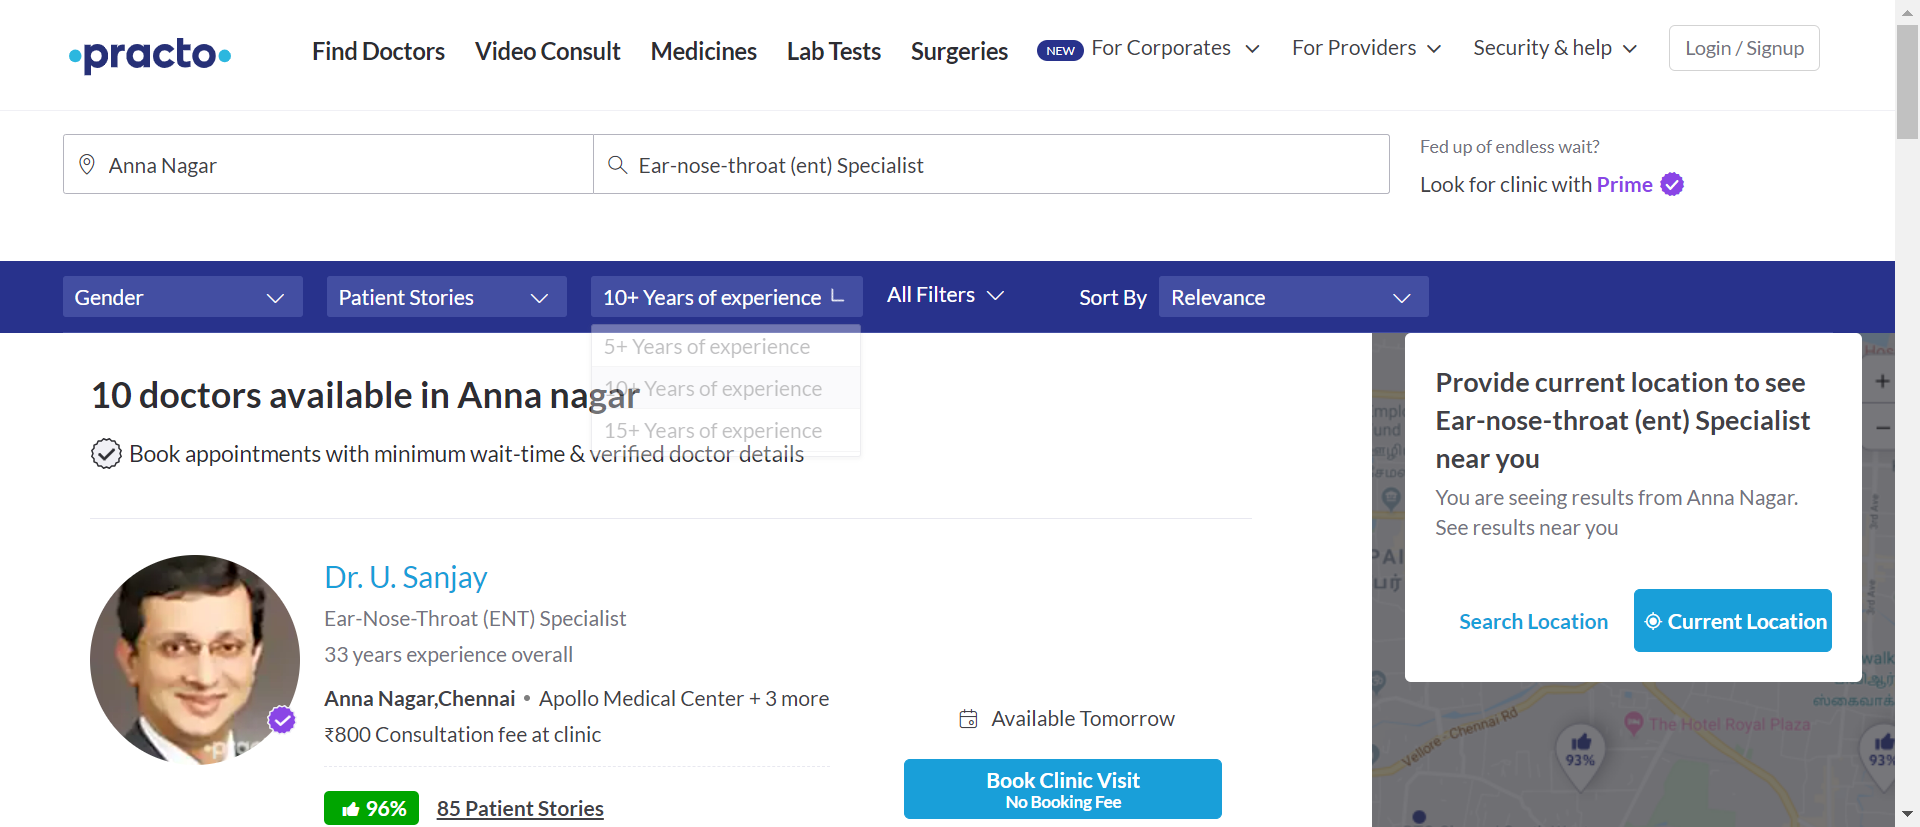 practo
Find Doctors
Video Consult
Medicines
Lab Tests
Surgeries
NEW For Corporates
For Providers
Security & help
Login / Signup
Anna Nagar
Ear-nose-throat (ent) Specialist
Fed up of endless wait?
Look for clinic with Prime
Gender
Patient Stories
10+ Years of experience
All Filters
Sort By
Relevance
5+ Years of experience
10+ Years of experience
15+ Years of experience
10 doctors available in Anna nagar
Book appointments with minimum wait-time & verified doctor details
Dr. U. Sanjay
Ear-Nose-Throat (ENT) Specialist
33 years experience overall
Anna Nagar,Chennai • Apollo Medical Center + 3 more
₹800 Consultation fee at clinic
96%
85 Patient Stories
Available Tomorrow
Book Clinic Visit
No Booking Fee
Provide current location to see
Ear-nose-throat (ent) Specialist
near you
You are seeing results from Anna Nagar.
See results near you
Search Location
Current Location
3rd Ave
3rd Ave
Vellore - Chennai Rd
The Hotel Royal Plaza
93%
93%